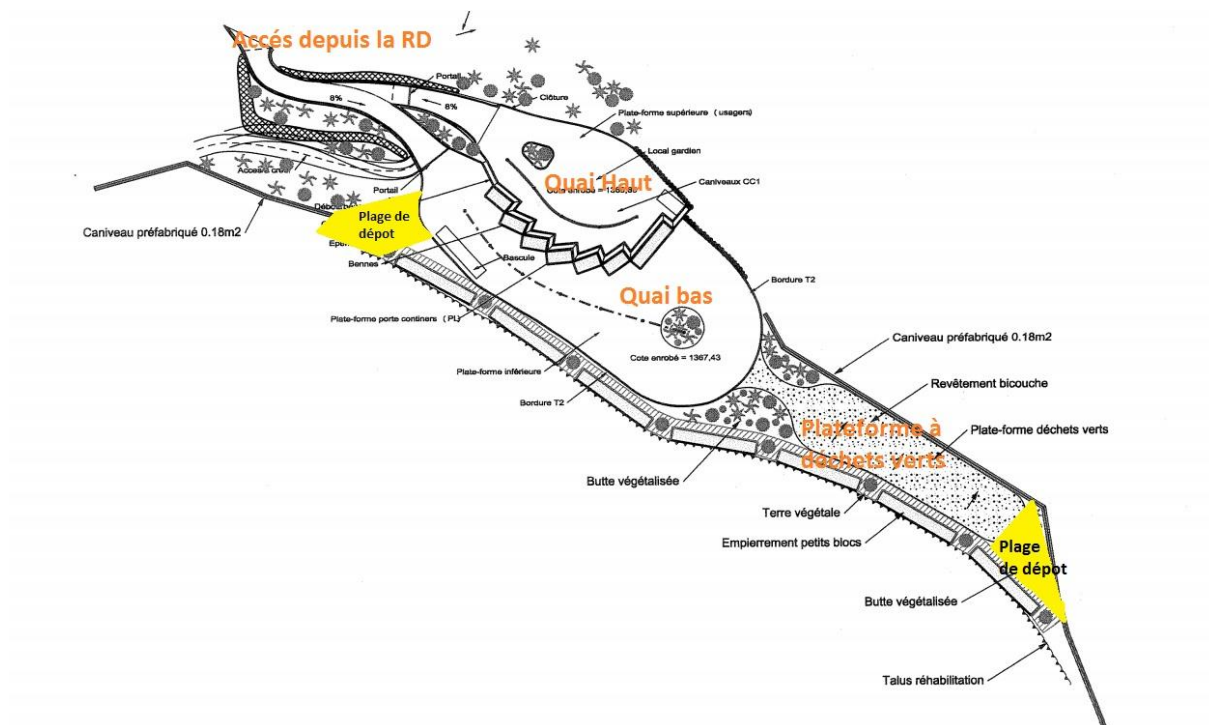 Accés depuis la RD
Portail
8%
8%
Clôture
Plate-forme supérieure ( usagers)
Local gardien
Accès à créer
Quai Haut
Caniveaux CC1
Portail
Plage de
dépot
Caniveau préfabriqué 0.18m2
Bennes
Bascule
Bordure T2
Quai bas
Plate-forme porte continers ( PL)
Caniveau préfabriqué 0.18m2
Cote enrobé = 1367,43
Plate-forme inférieure
Revêtement bicouche
Bordure T2
Plateforme à
déchets verts
Plate-forme déchets verts
Butte végétalisée
Terre végétale
Empierrement petits blocs
Plage
de dépot
Butte végétalisée
Talus réhabilitation